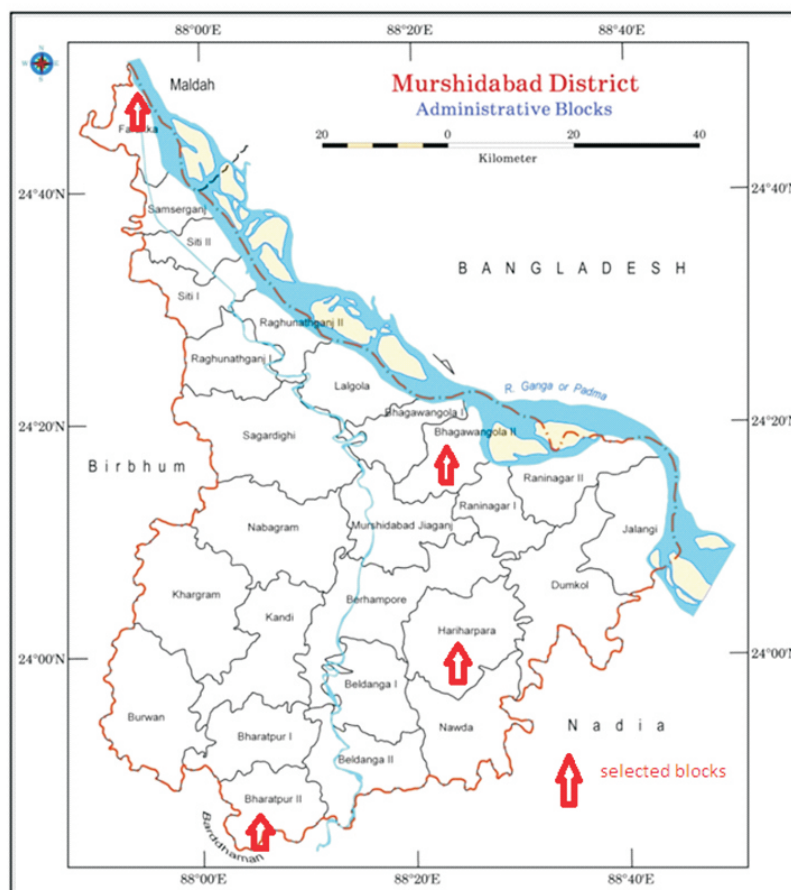 88°00'E 88°20'E 88°40'E
N
W E
S
Maldah
Murshidabad District
Administrative Blocks
20 0 20 40
Kilometer
24°40'N 24°40'N
Samserganj
Siti II
BANGLADESH
Siti I
Raghunathganj II
Raghunathganj I
Lalgola
R. Ganga or Padma
Bhagawangola I
24°20'N 24°20'N
Bhagawangola II
Sagardighi
Birbhum
Raninagar II
Raninagar I
Nabagram
Murshidabad Jiaganj
Jalangi
Dumkol
Khargram
Berhampore
Kandi
Hariharpara
24°00'N 24°00'N
Beldanga I
Burwan
Nawda
Nadia
Bharatpur I
Beldanga II
selected blocks
Bharatpur II
Barddhaman
88°00'E 88°20'E 88°40'E